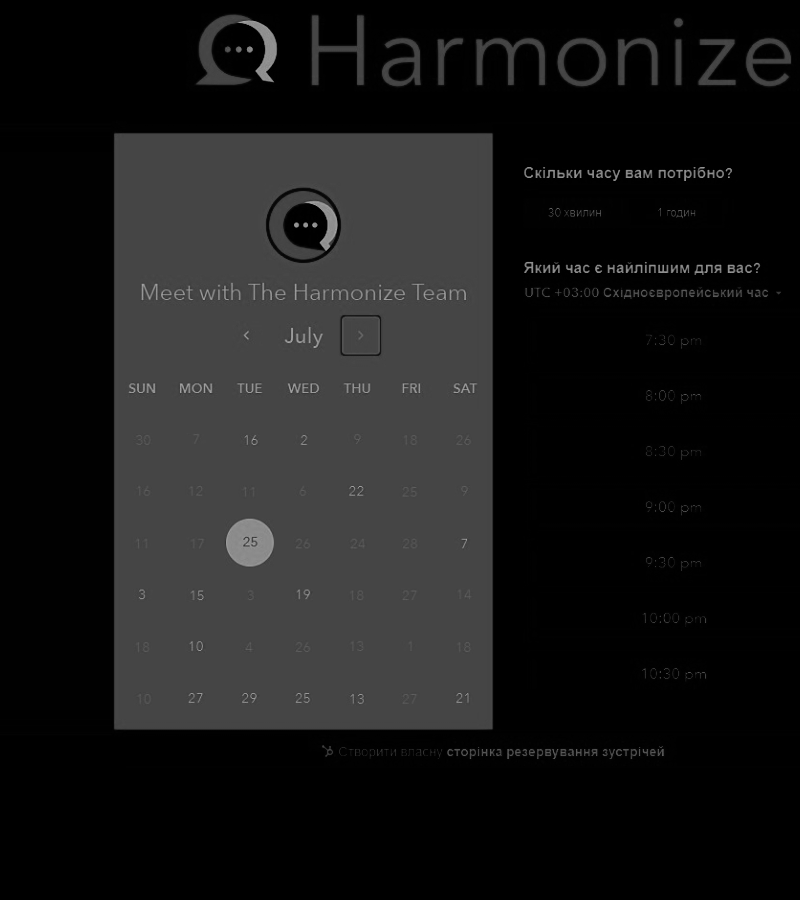 Harmonize
Meet with The Harmonize Team
July
SUN MON TUE WED THU FRI SAT
30 7 16 2 9 18 26
16 12 11 6 22 25 9
11 17 25 26 24 28 7
3 15 3 19 18 27 14
18 10 4 26 13 1 18
10 27 29 25 13 27 21
Скільки часу вам потрібно?
30 хвилин 1 годин
Який час є найліпшим для вас?
UTC +03:00 Східноєвропейський час
7:30 pm
8:00 pm
8:30 pm
9:00 pm
9:30 pm
10:00 pm
10:30 pm
Створити власну сторінка резервування зустрічей